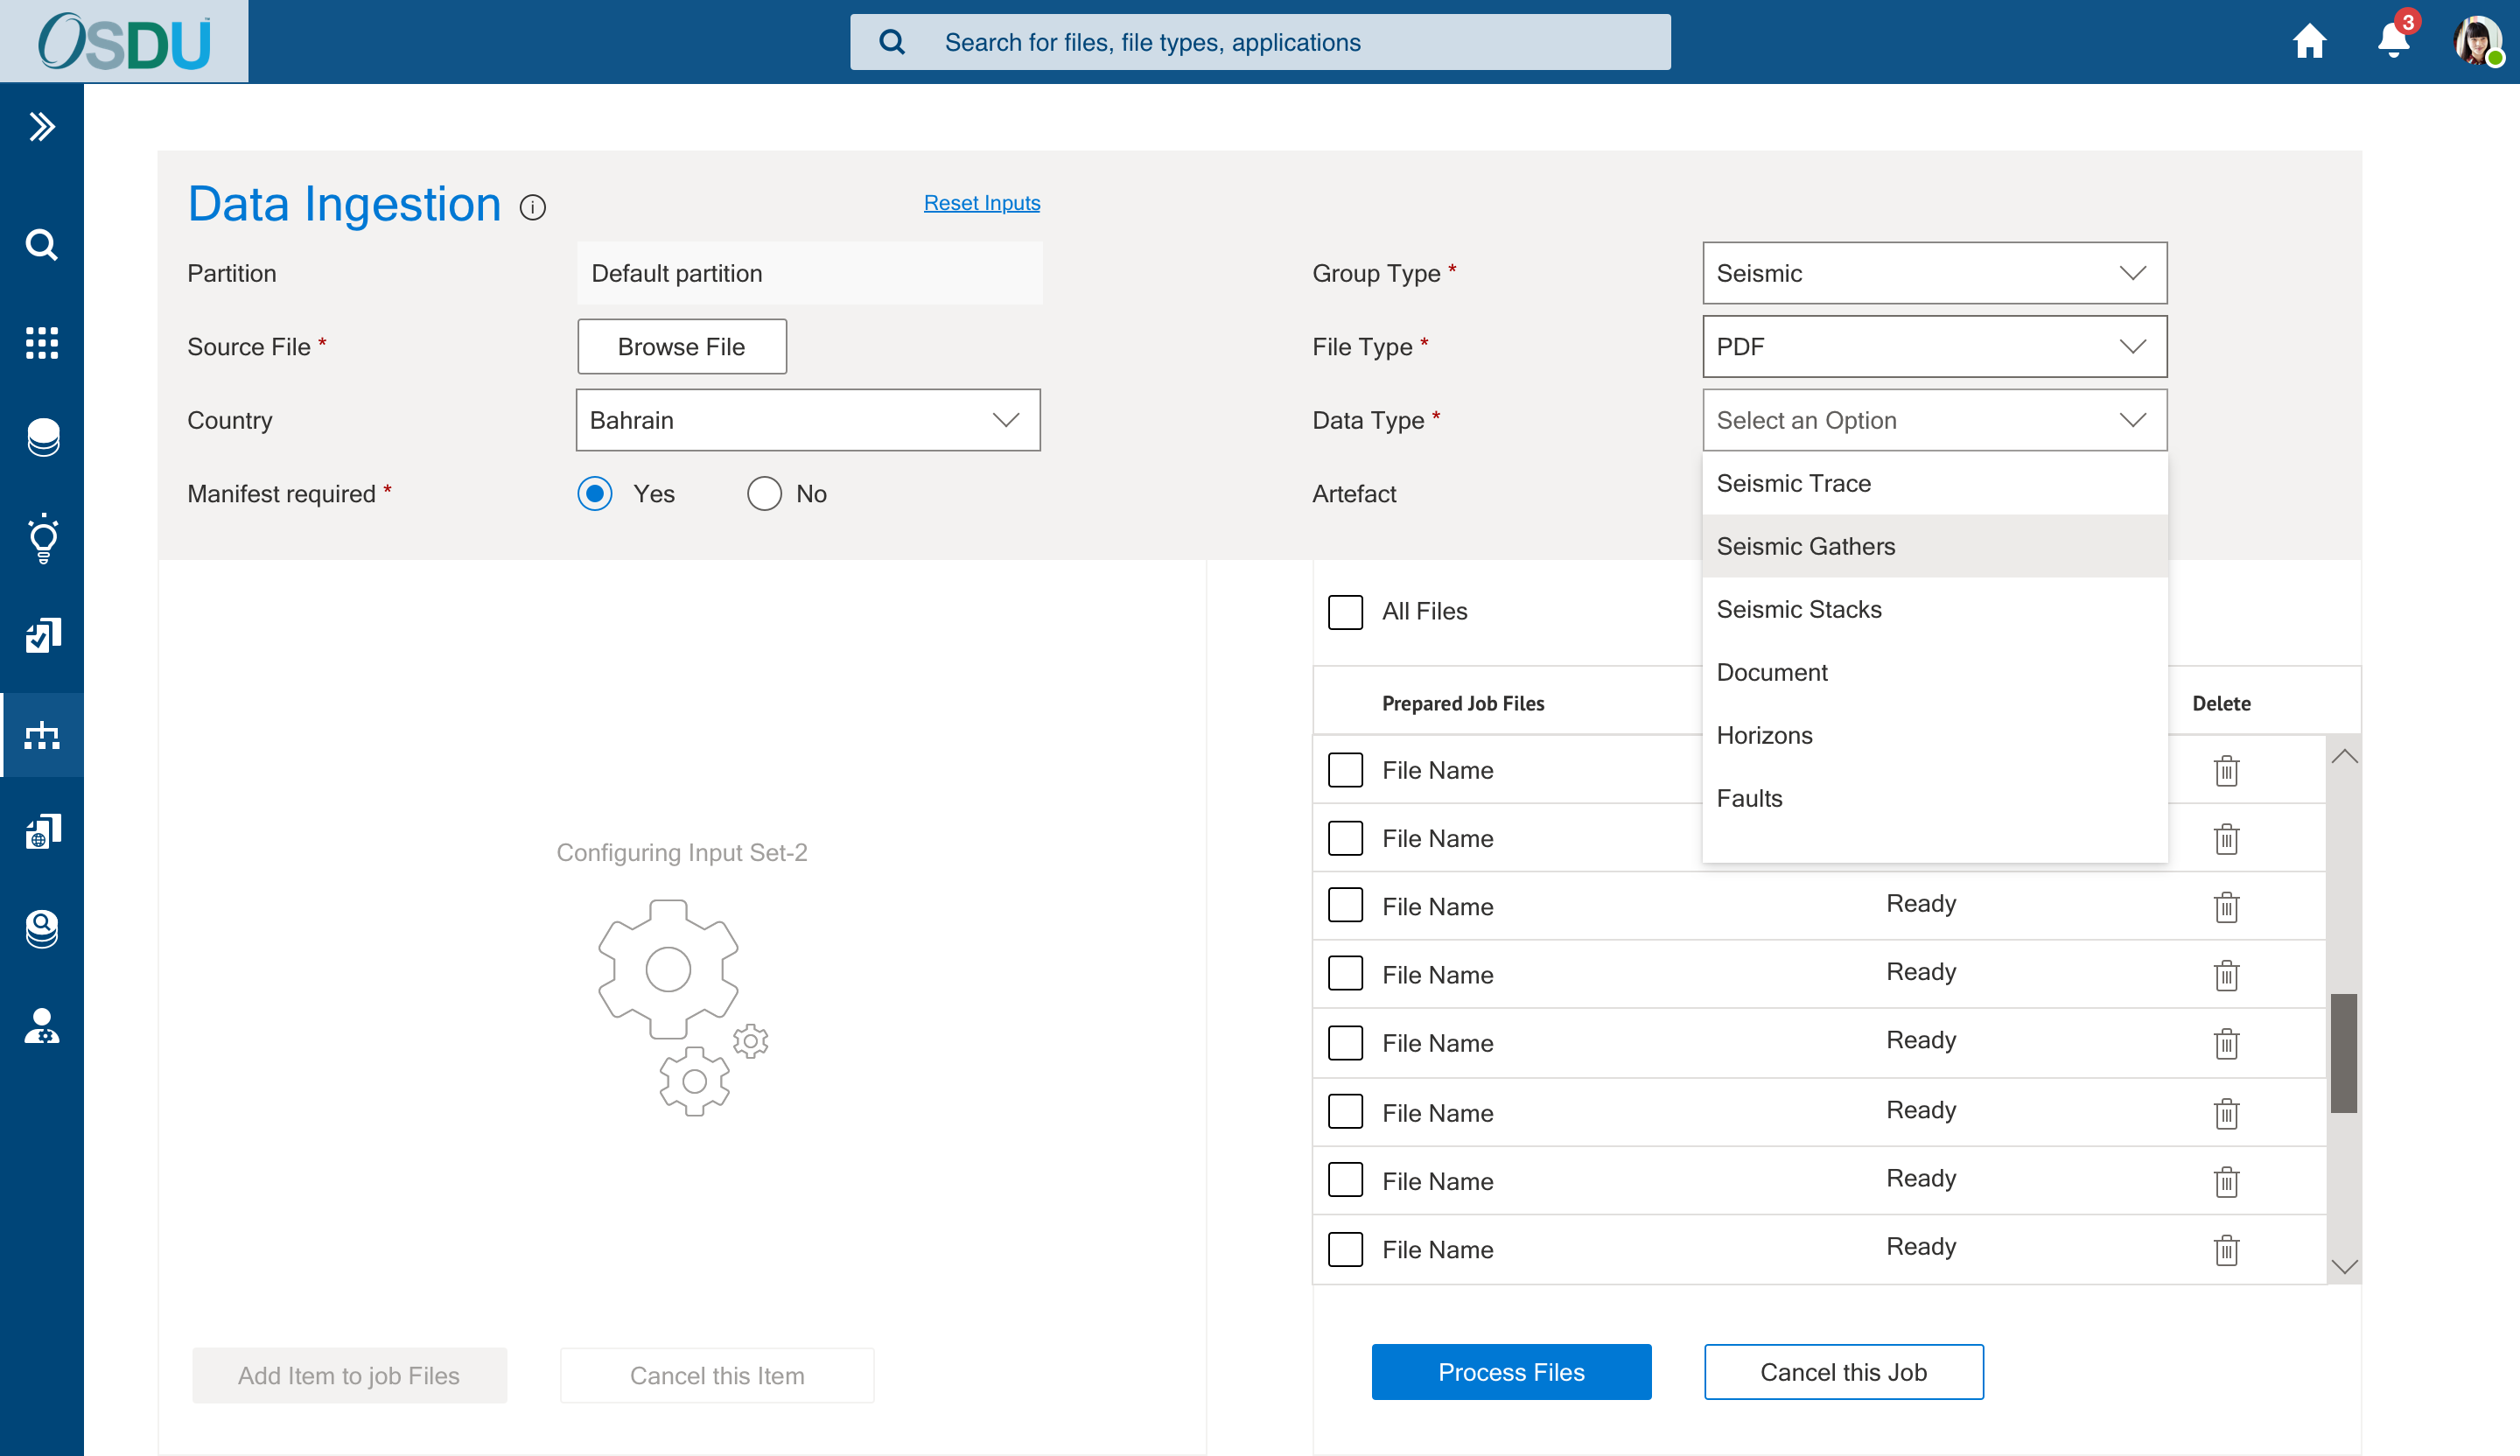 OSDU™
Search for files, file types, applications
3
Data Ingestion
Reset Inputs
Partition
Default partition
Group Type *
Seismic
Source File *
Browse File
File Type *
PDF
Country
Bahrain
Data Type *
Select an Option
Manifest required *
Yes
No
Artefact
Seismic Trace
Seismic Gathers
Seismic Stacks
Document
Horizons
Faults
Configuring Input Set-2
Add Item to job Files
Cancel this Item
All Files
Prepared Job Files
Delete
File Name
File Name
File Name
Ready
File Name
Ready
File Name
Ready
File Name
Ready
File Name
Ready
File Name
Ready
Process Files
Cancel this Job